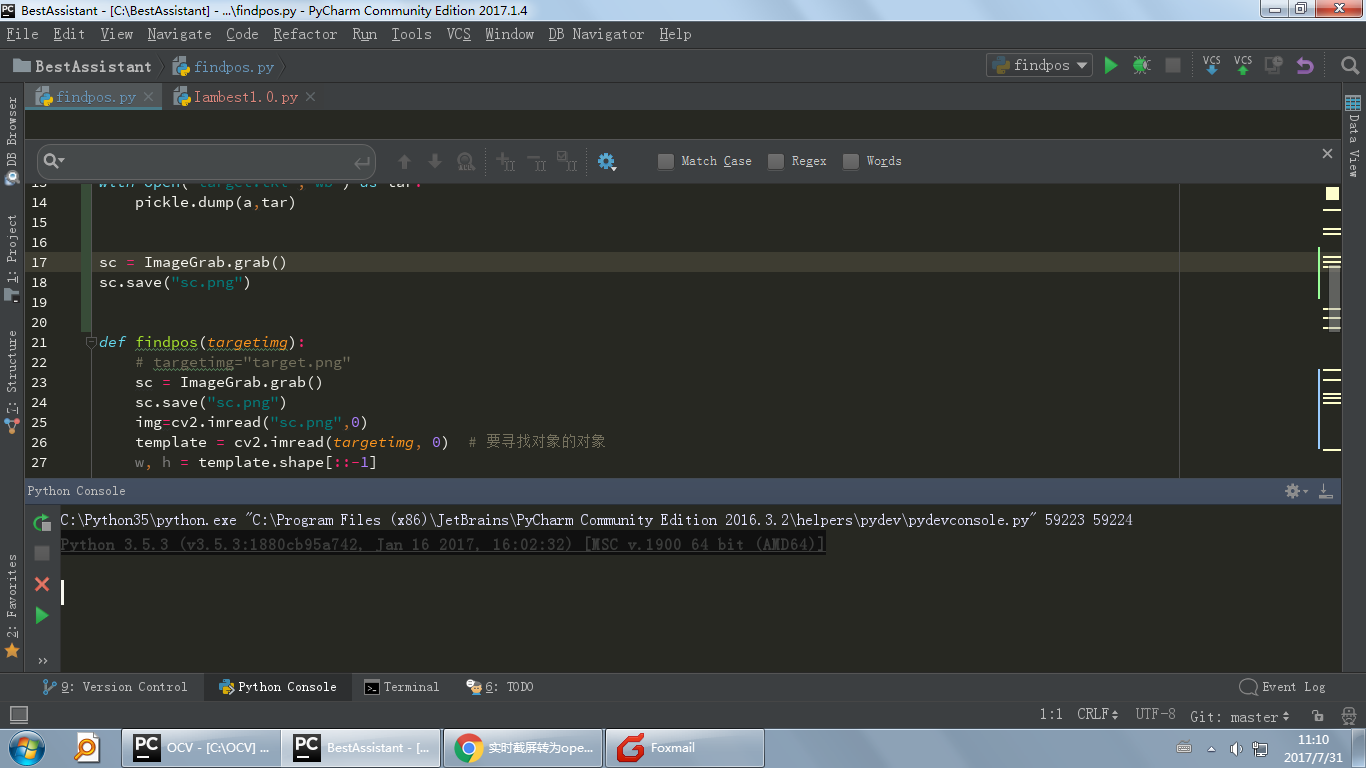 BestAssistant - [C:\BestAssistant] - ...\findpos.py - PyCharm Community Edition 2017.1.4
File Edit View Navigate Code Refactor Run Tools VCS Window DB Navigator Help
BestAssistant findpos.py findpos VCS VCS
findpos.py Iambest1.0.py
Match Case Regex Words
14 pickle.dump(a,tar)
15
16
17 sc = ImageGrab.grab()
18 sc.save("sc.png")
19
20
21 def findpos(targetimg):
22 # targetimg="target.png"
23 sc = ImageGrab.grab()
24 sc.save("sc.png")
25 img=cv2.imread("sc.png",0)
26 template = cv2.imread(targetimg, 0) # 要寻找对象的对象
27 w, h = template.shape[::-1]
DB Browser
1: Project
7: Structure
2: Favorites
Data View
Python Console
C:\Python35\python.exe "C:\Program Files (x86)\JetBrains\PyCharm Community Edition 2016.3.2\helpers\pydev\pydevconsole.py" 59223 59224
Python 3.5.3 (v3.5.3:1880cb95a742, Jan 16 2017, 16:02:32) [MSC v.1900 64 bit (AMD64)]
9: Version Control Python Console Terminal 6: TODO Event Log
1:1 CRLF UTF-8 Git: master
OCV - [C:\OCV] ... BestAssistant - [... 实时截屏转为ope... Foxmail
11:10
2017/7/31